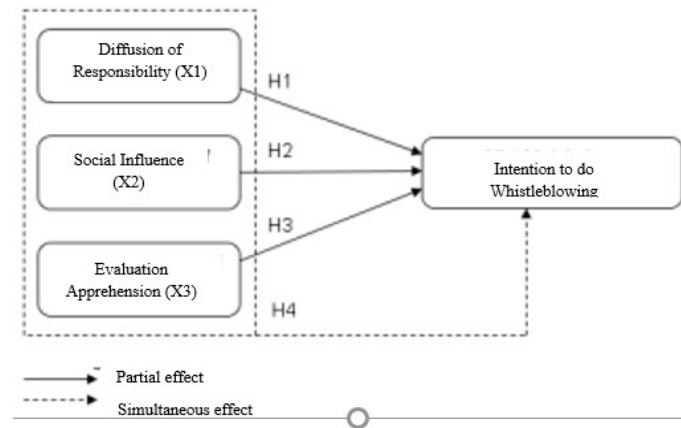 Diffusion of
Responsibility (X1)
H1
Social Influence
(X2)
H2
Intention to do
Whistleblowing
H3
Evaluation
Apprehension (X3)
H4
Partial effect
Simultaneous effect